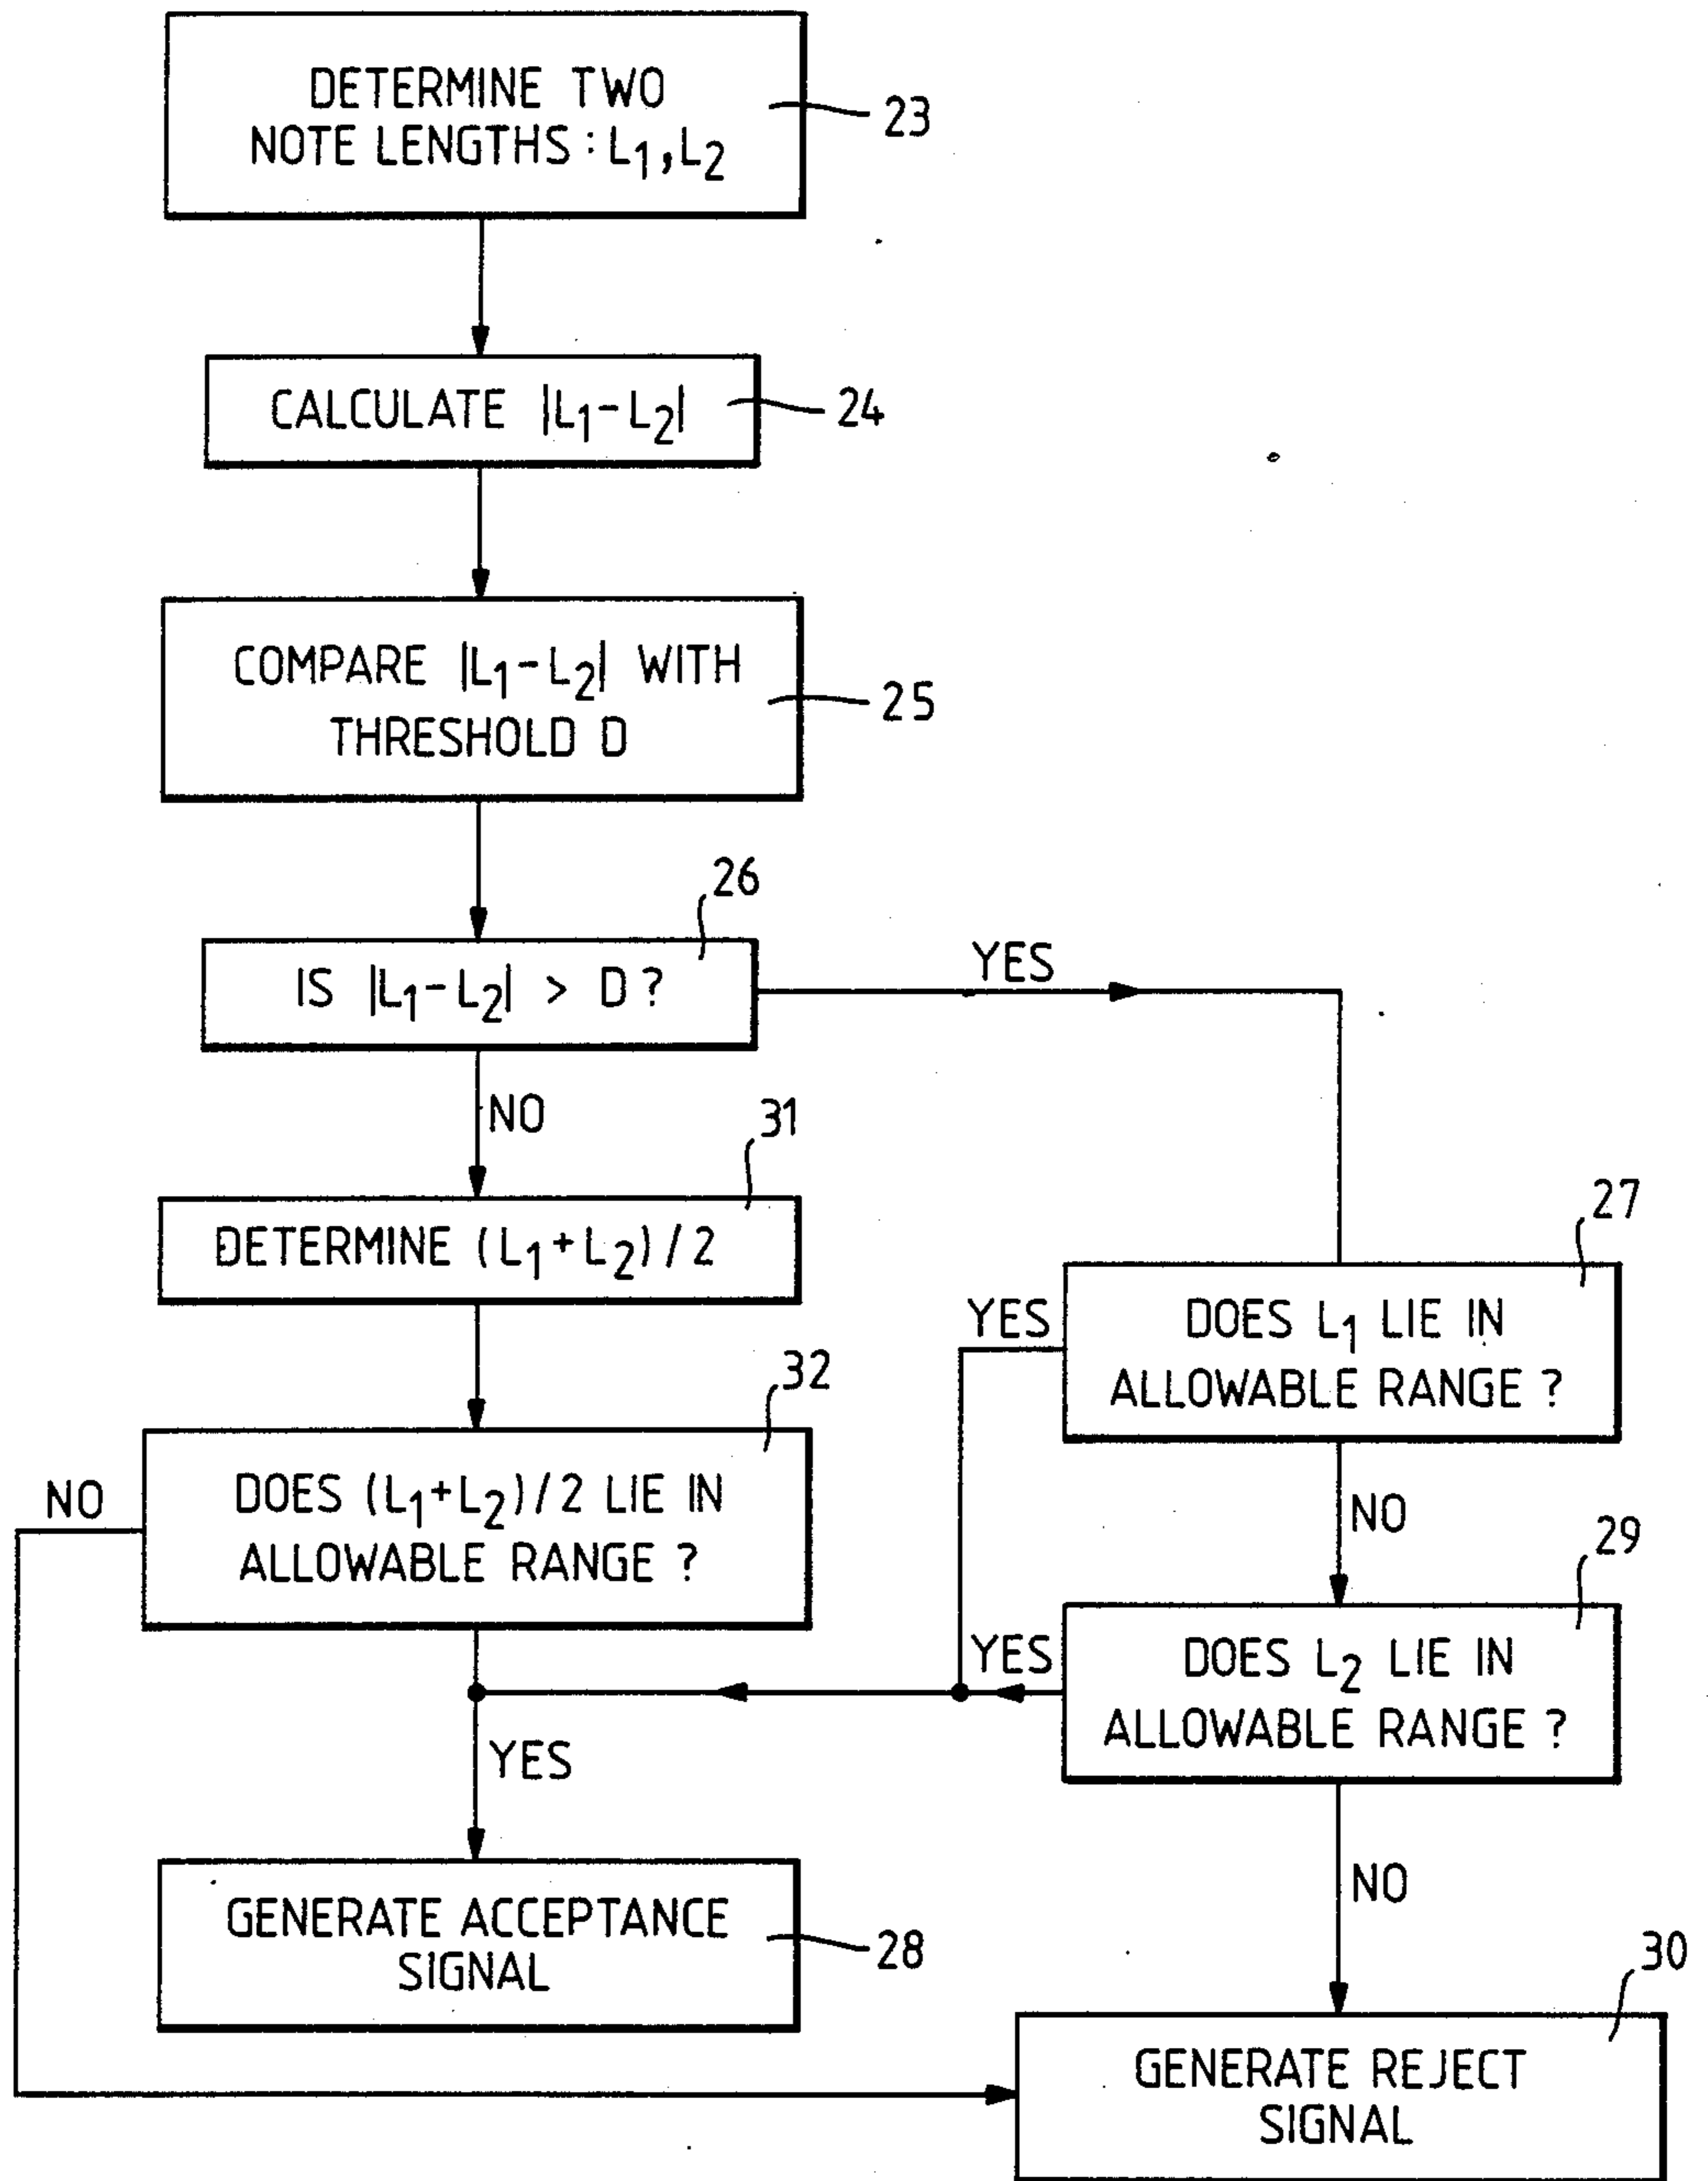 DETERMINE TWO
NOTE LENGTHS : L1, L2
23
CALCULATE |L1-L2|
24
COMPARE |L1-L2| WITH
THRESHOLD D
25
26
IS |L1-L2| > D ?
YES
NO
31
DETERMINE (L1+L2)/2
27
YES
DOES L1 LIE IN
ALLOWABLE RANGE ?
32
NO
DOES (L1+L2)/2 LIE IN
ALLOWABLE RANGE ?
NO
29
YES
DOES L2 LIE IN
ALLOWABLE RANGE ?
YES
NO
GENERATE ACCEPTANCE
SIGNAL
28
30
GENERATE REJECT
SIGNAL